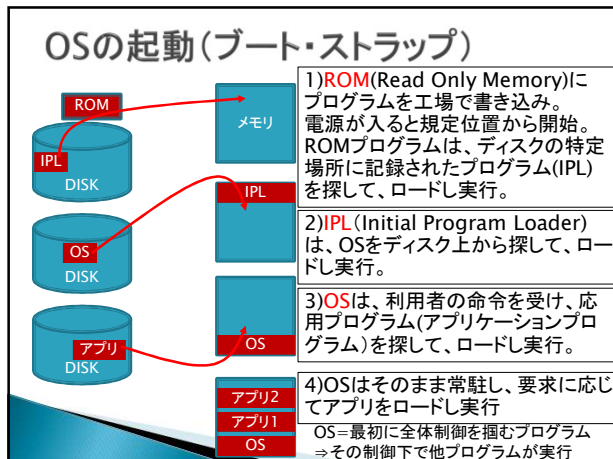 OSの起動(ブート・ストラップ)
ROM
IPL
DISK
メモリ
1)ROM(Read Only Memory)に
プログラムを工場で書き込み。
電源が入ると規定位置から開始。
ROMプログラムは、ディスクの特定
場所に記録されたプログラム(IPL)
を探して、ロードし実行。
OS
DISK
IPL
2)IPL(Initial Program Loader)
は、OSをディスク上から探して、ロー
ドし実行。
アプリ
DISK
OS
3)OSは、利用者の命令を受け、応
用プログラム(アプリケーションプロ
グラム)を探して、ロードし実行。
アプリ2
アプリ1
OS
4)OSはそのまま常駐し、要求に応じ
てアプリをロードし実行
OS=最初に全体制御を掴むプログラム
⇒その制御下で他プログラムが実行